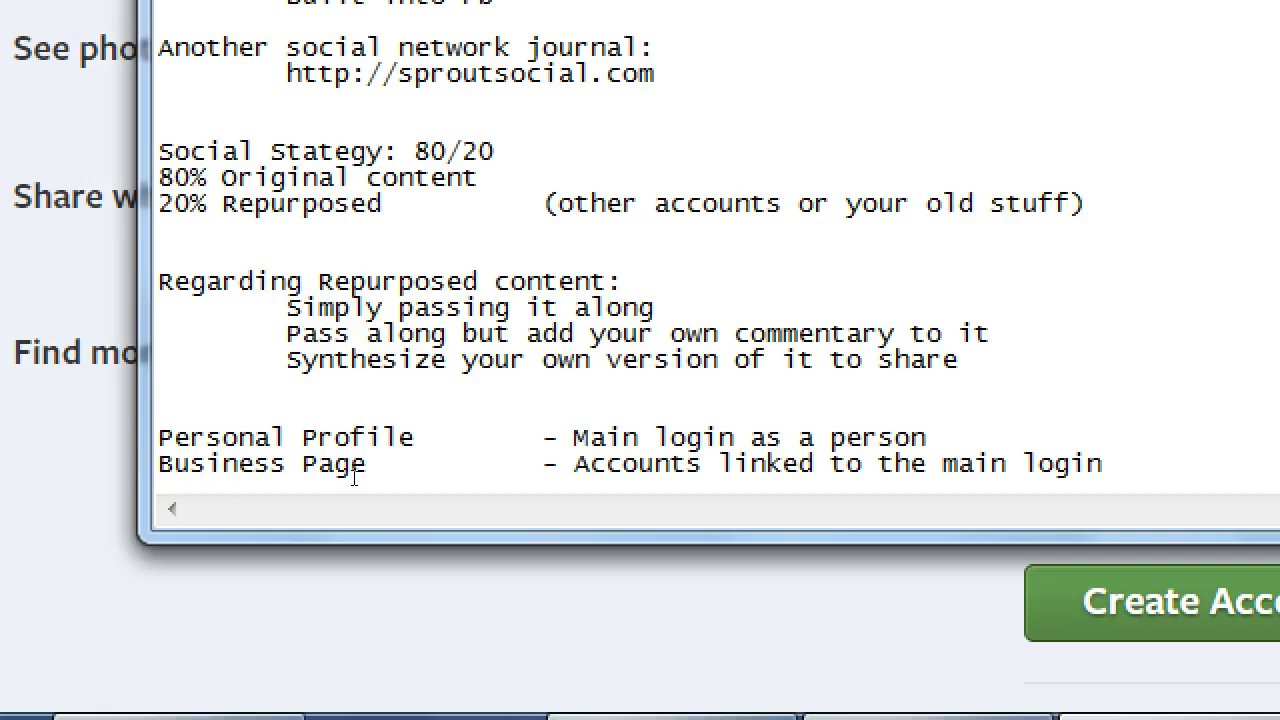 See pho
Another social network journal:
http://sproutsocial.com
Social Stategy: 80/20
80% Original content
Share w
20% Repurposed (other accounts or your old stuff)
Regarding Repurposed content:
Simply passing it along
Pass along but add your own commentary to it
Find mo
Synthesize your own version of it to share
Personal Profile - Main login as a person
Business Page - Accounts linked to the main login
Create Acc